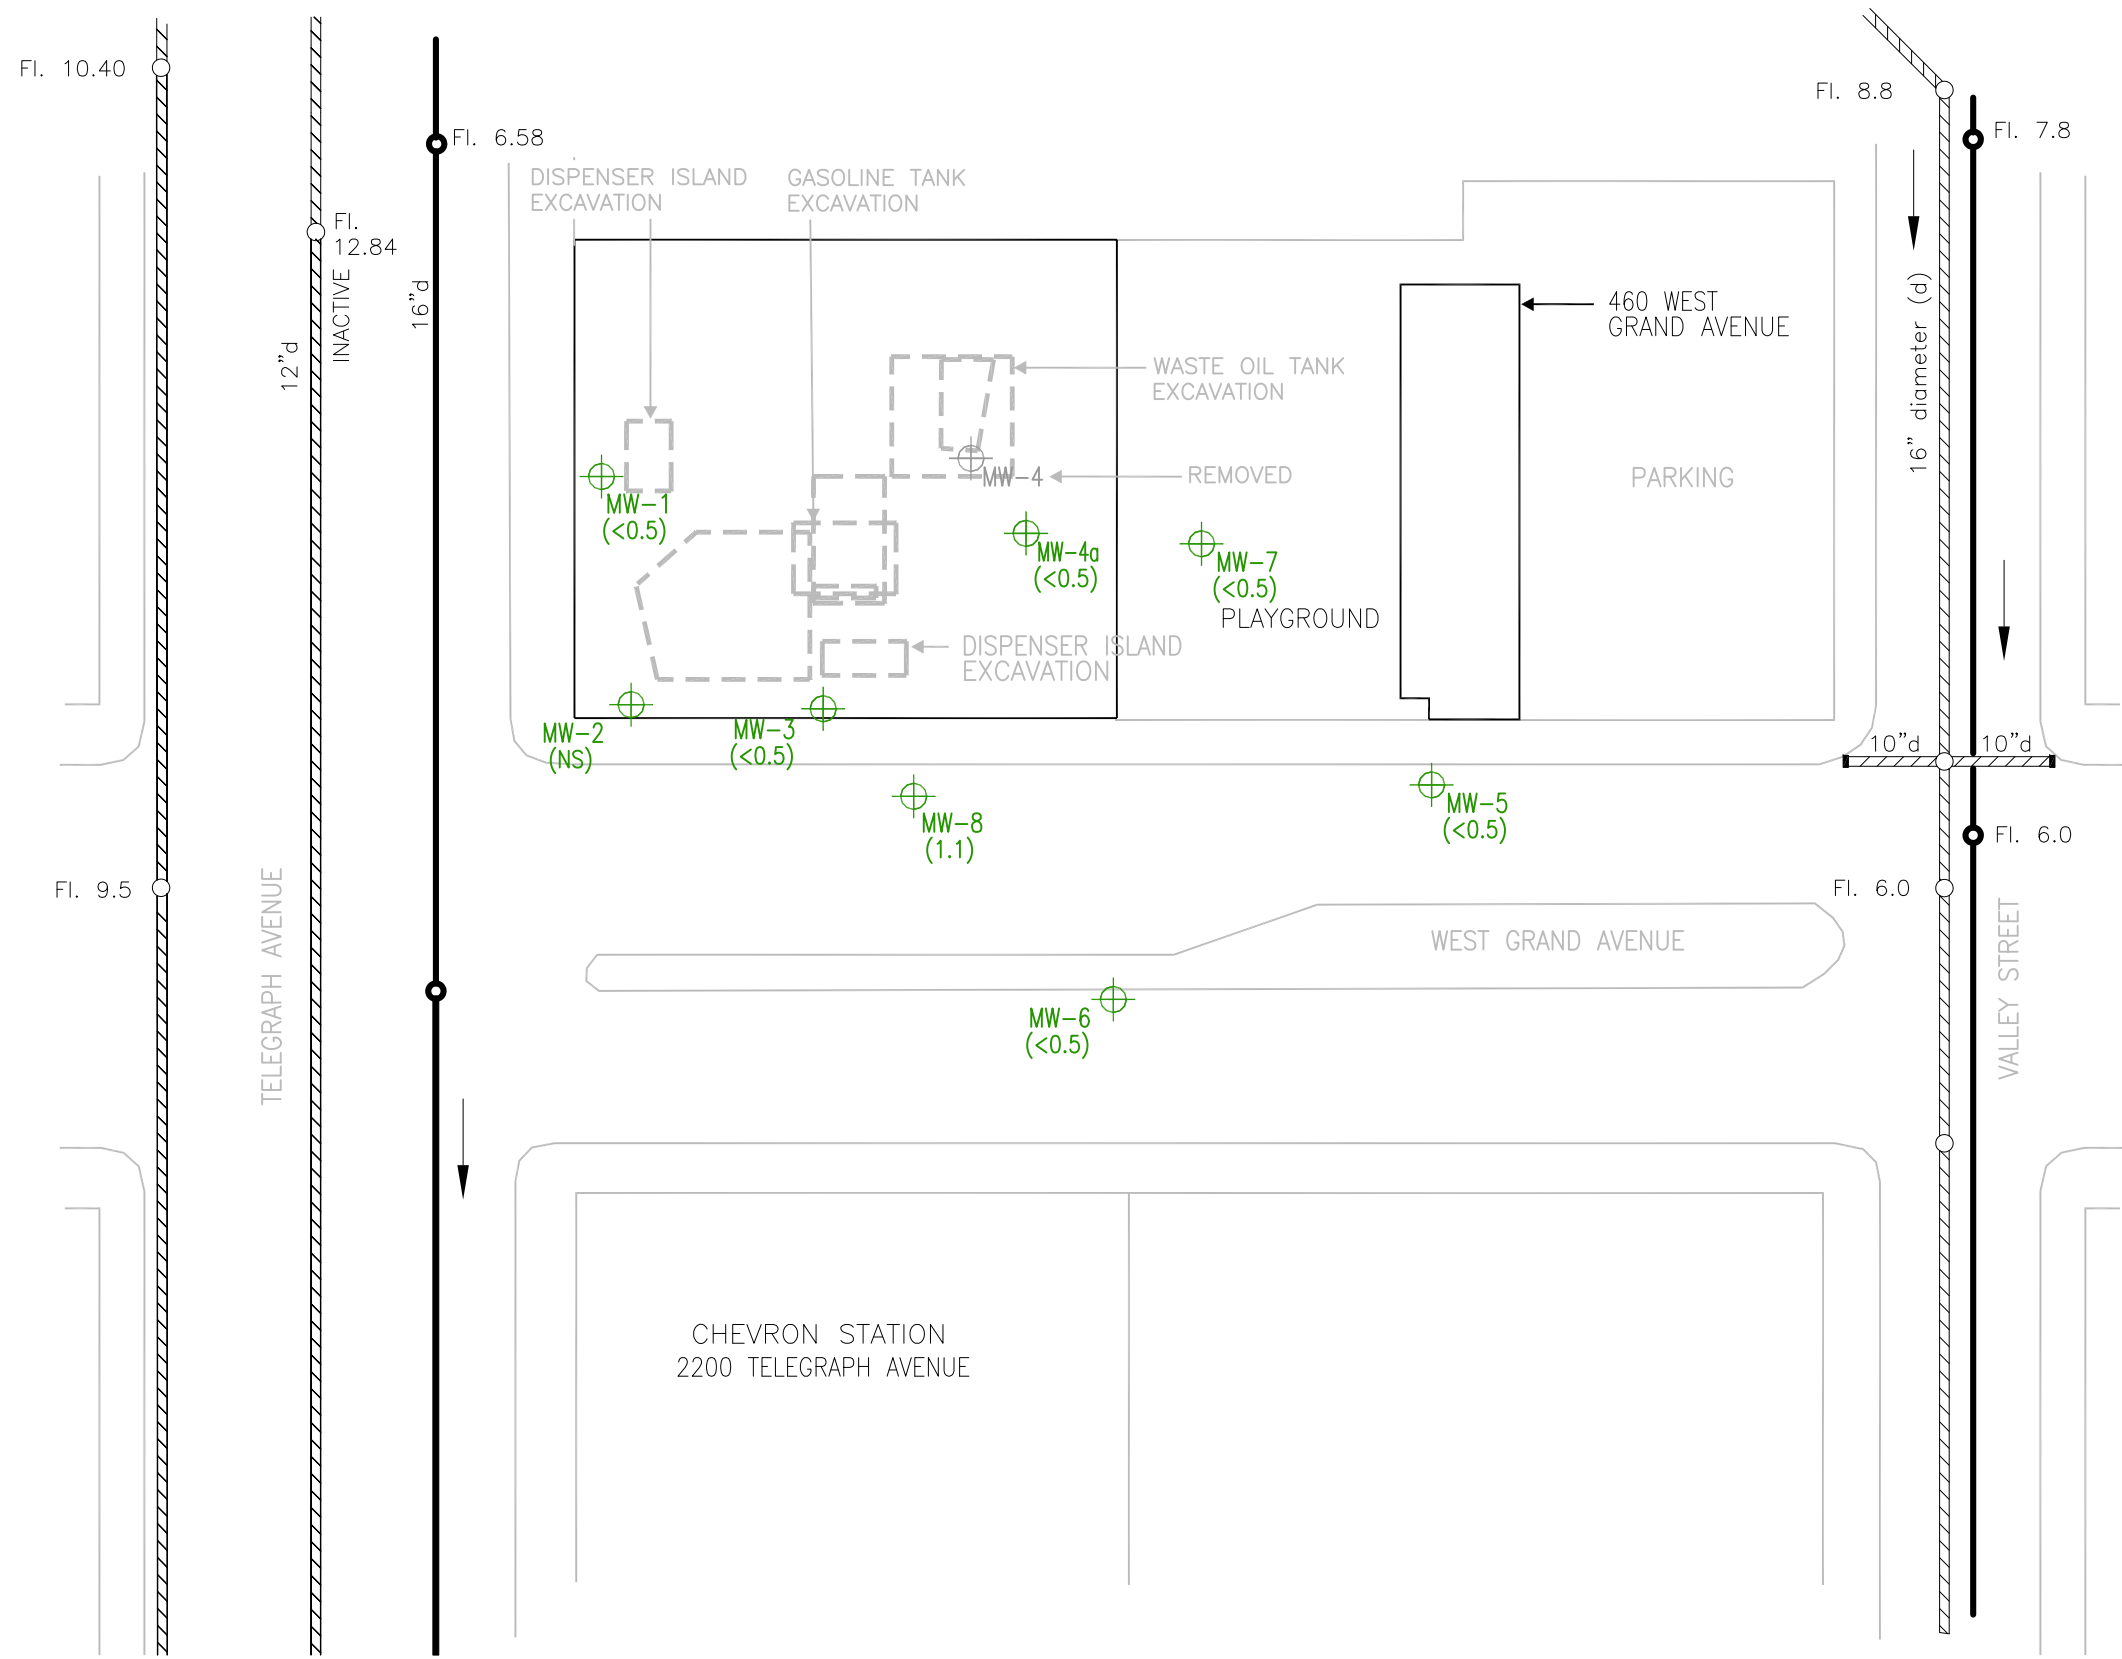 Fl. 10.40
Fl. 6.58
Fl. 8.8
Fl. 7.8
DISPENSER ISLAND
EXCAVATION
GASOLINE TANK
EXCAVATION
Fl.
12.84
INACTIVE
12"d
16"d
16" diameter (d)
460 WEST
GRAND AVENUE
WASTE OIL TANK
EXCAVATION
MW-4
REMOVED
PARKING
MW-1
(<0.5)
MW-4a
(<0.5)
MW-7
(<0.5)
PLAYGROUND
DISPENSER ISLAND
EXCAVATION
MW-2
(NS)
MW-3
(<0.5)
10"d
10"d
MW-8
(1.1)
MW-5
(<0.5)
Fl. 6.0
Fl. 9.5
Fl. 6.0
TELEGRAPH AVENUE
WEST GRAND AVENUE
VALLEY STREET
MW-6
(<0.5)
CHEVRON STATION
2200 TELEGRAPH AVENUE